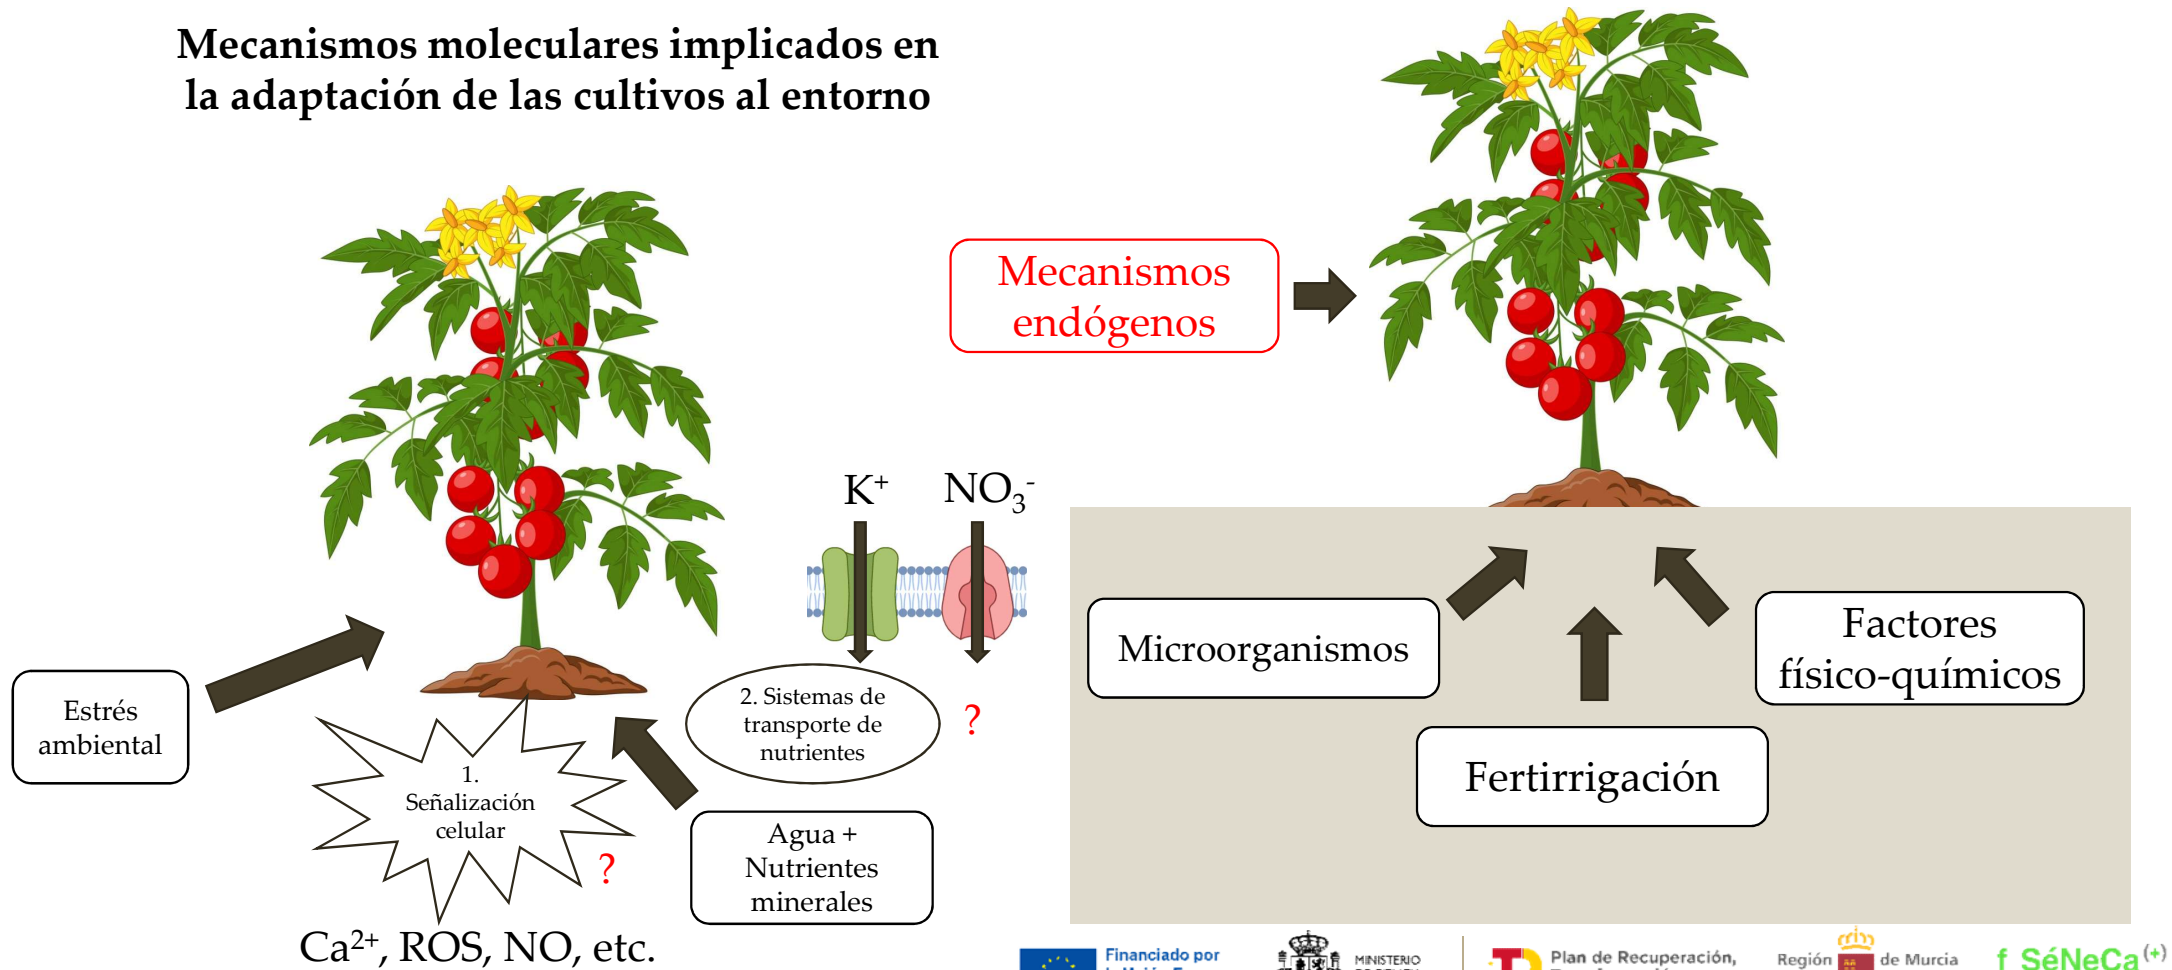 Mecanismos moleculares implicados en
la adaptación de las cultivos al entorno
Mecanismos
endógenos
K⁺
NO₃⁻
Estrés
ambiental
1.
Señalización
celular
?
Ca²⁺, ROS, NO, etc.
2. Sistemas de
transporte de
nutrientes
?
Agua +
Nutrientes
minerales
Microorganismos
Factores
físico-químicos
Fertirrigación
Financiado por
MINISTERIO
Plan de Recuperación,
Región de Murcia
f SéNeCa(+)